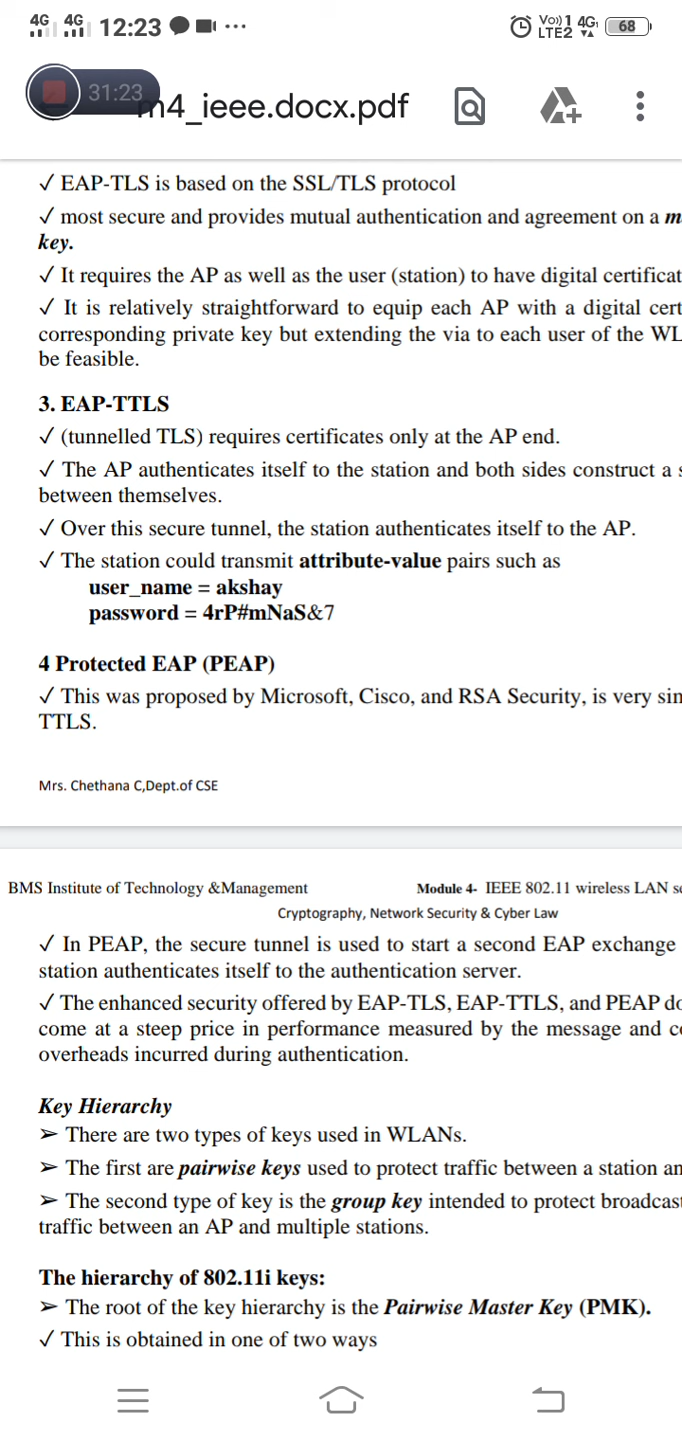 4G 4G 12:23 ... Vo)) 1 4G 68
LTE2
31:23 m4_ieee.docx.pdf
✓ EAP-TLS is based on the SSL/TLS protocol
✓ most secure and provides mutual authentication and agreement on a
key.
✓ It requires the AP as well as the user (station) to have digital certificat
✓ It is relatively straightforward to equip each AP with a digital cert
corresponding private key but extending the via to each user of the WL
be feasible.
3. EAP-TTLS
✓ (tunnelled TLS) requires certificates only at the AP end.
✓ The AP authenticates itself to the station and both sides construct a s
between themselves.
✓ Over this secure tunnel, the station authenticates itself to the AP.
✓ The station could transmit attribute-value pairs such as
user_name = akshay
password = 4rP#mNaS&7
4 Protected EAP (PEAP)
✓ This was proposed by Microsoft, Cisco, and RSA Security, is very sim
TTLS.
Mrs. Chethana C,Dept.of CSE
BMS Institute of Technology &Management Module 4- IEEE 802.11 wireless LAN se
Cryptography, Network Security & Cyber Law
✓ In PEAP, the secure tunnel is used to start a second EAP exchange
station authenticates itself to the authentication server.
✓ The enhanced security offered by EAP-TLS, EAP-TTLS, and PEAP do
come at a steep price in performance measured by the message and co
overheads incurred during authentication.
Key Hierarchy
➢ There are two types of keys used in WLANs.
➢ The first are pairwise keys used to protect traffic between a station an
➢ The second type of key is the group key intended to protect broadcast
traffic between an AP and multiple stations.
The hierarchy of 802.11i keys:
➢ The root of the key hierarchy is the Pairwise Master Key (PMK).
✓ This is obtained in one of two ways